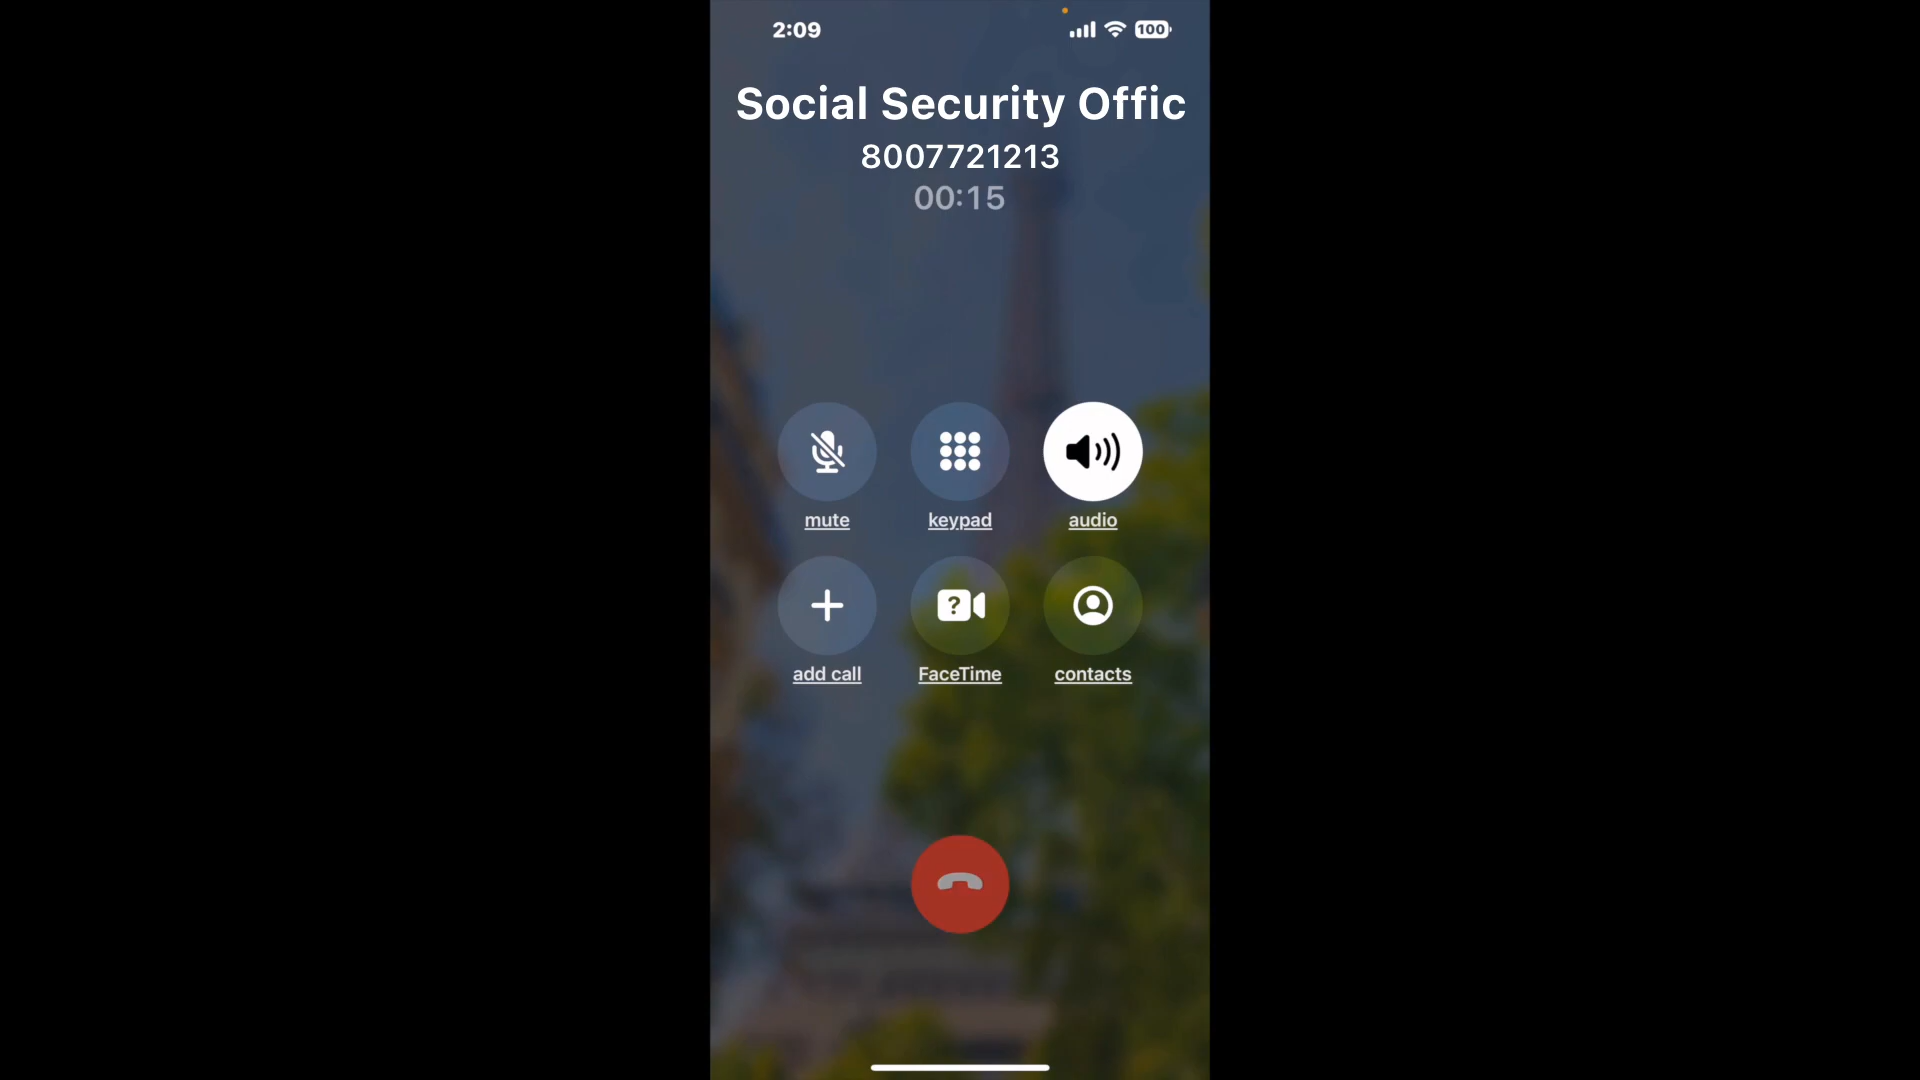 2:09
100
Social Security Offic
8007721213
00:15
mute
keypad
audio
?
add call
FaceTime
contacts